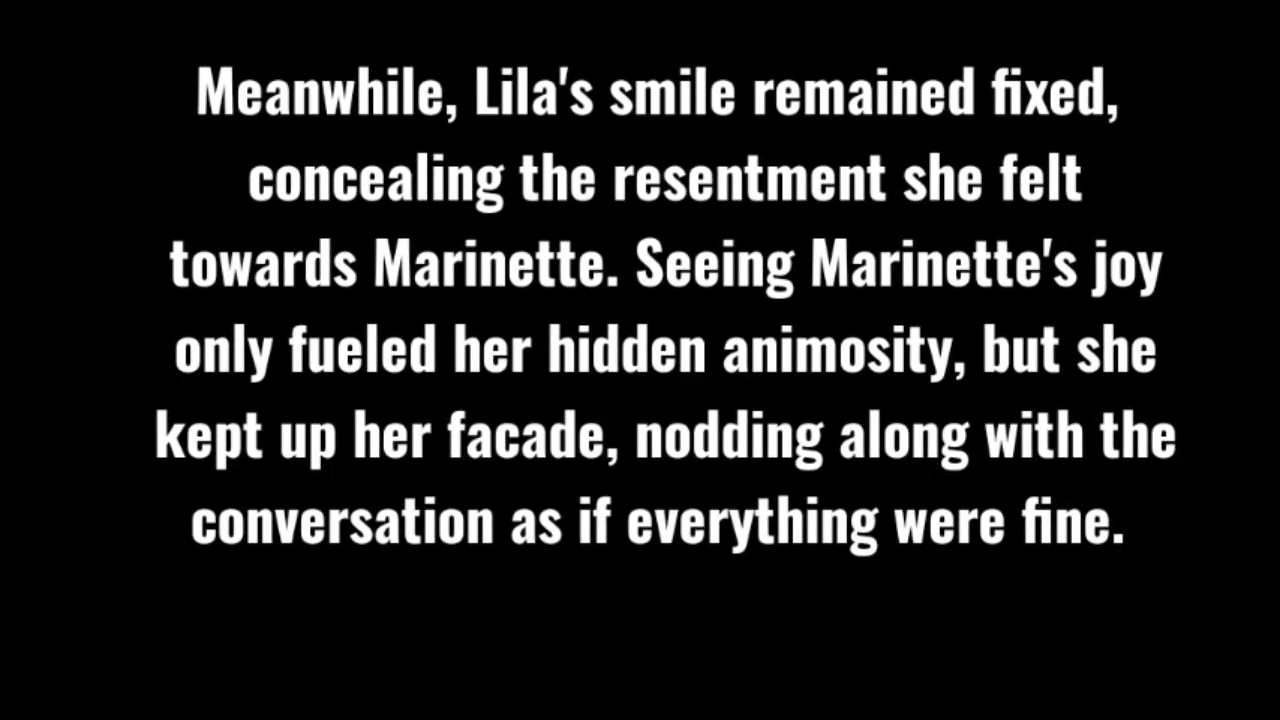 Meanwhile, Lila's smile remained fixed,
concealing the resentment she felt
towards Marinette. Seeing Marinette's joy
only fueled her hidden animosity, but she
kept up her facade, nodding along with the
conversation as if everything were fine.